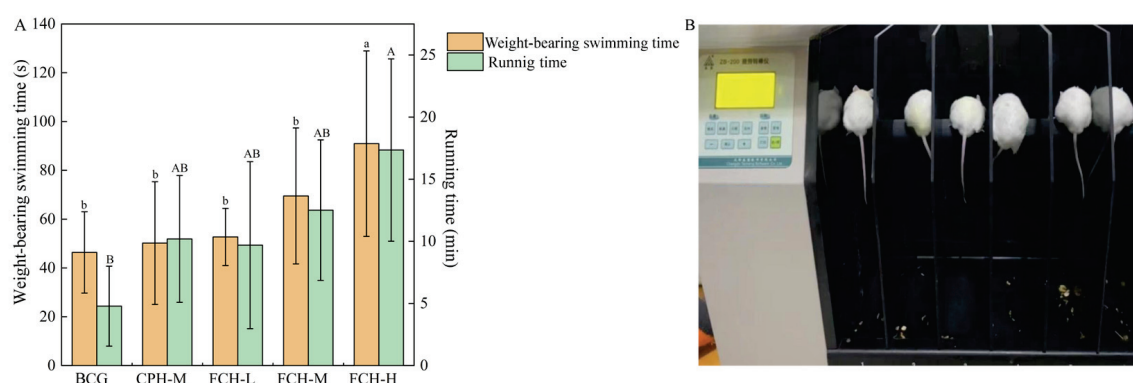 A
Weight-bearing swimming time (s)
140
120
100
80
60
40
20
0
b
B
b
AB
b
AB
b
AB
a
A
Weight-bearing swimming time
Runnig time
25
20
15
10
5
0
Running time (min)
BCG
CPH-M
FCH-L
FCH-M
FCH-H
B